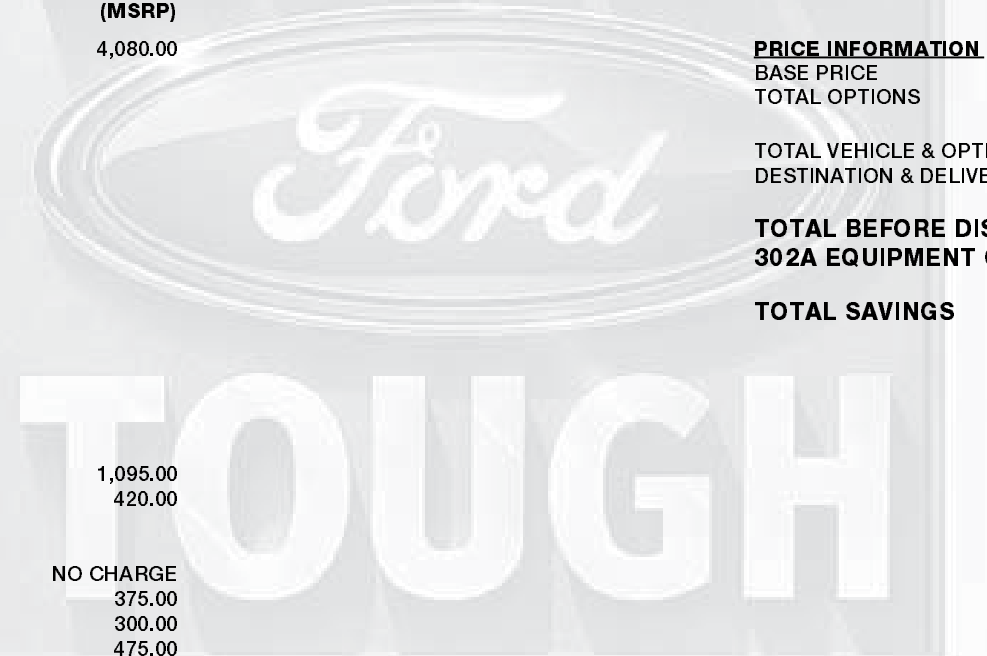 (MSRP)
4,080.00
1,095.00
420.00
NO CHARGE
375.00
300.00
475.00
Ford
TOUGH
PRICE INFORMATION
BASE PRICE
TOTAL OPTIONS
TOTAL VEHICLE & OPTI
DESTINATION & DELIVE
TOTAL BEFORE DIS
302A EQUIPMENT
TOTAL SAVINGS